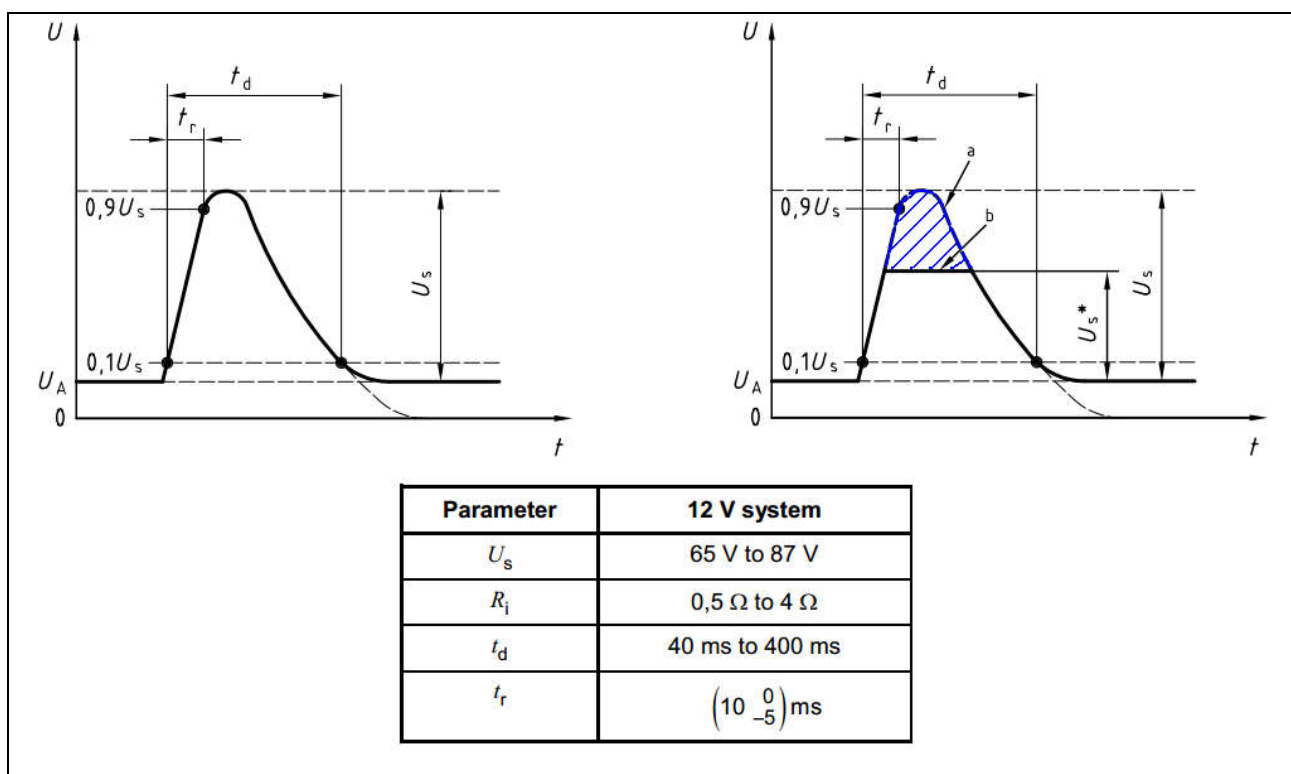 U
t_d
t_r
0,9U_s
U_s
0,1U_s
U_A
0
t
U
t_d
t_r
a
0,9U_s
b
U_s
U_s*
0,1U_s
U_A
0
t
Parameter 12 V system
U_s 65 V to 87 V
R_i 0,5 Ω to 4 Ω
t_d 40 ms to 400 ms
t_r (10 0 −5) ms